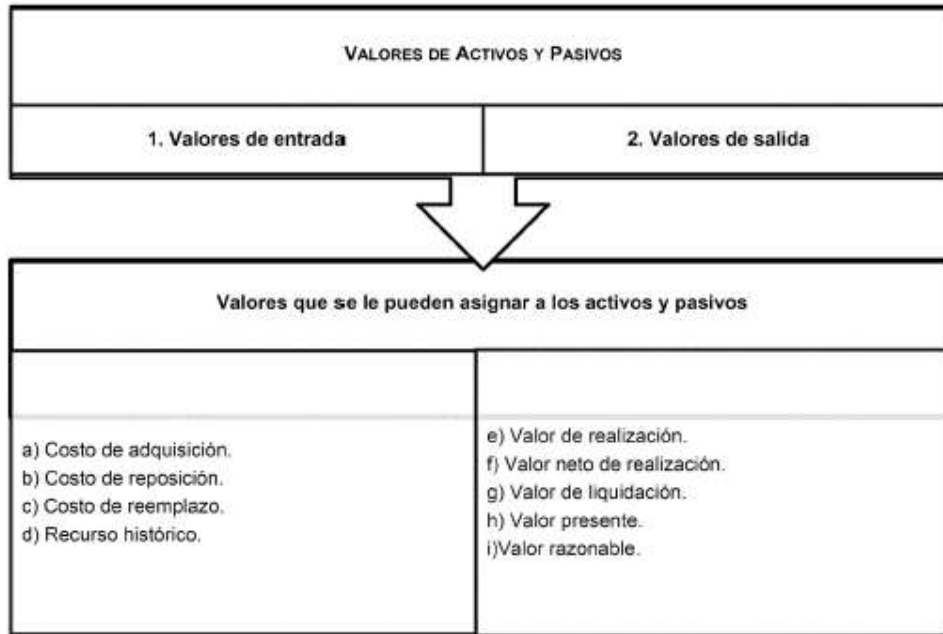 VALORES DE ACTIVOS Y PASIVOS
1. Valores de entrada
2. Valores de salida
Valores que se le pueden asignar a los activos y pasivos
a) Costo de adquisición.
b) Costo de reposición.
c) Costo de reemplazo.
d) Recurso histórico.
e) Valor de realización.
f) Valor neto de realización.
g) Valor de liquidación.
h) Valor presente.
i)Valor razonable.